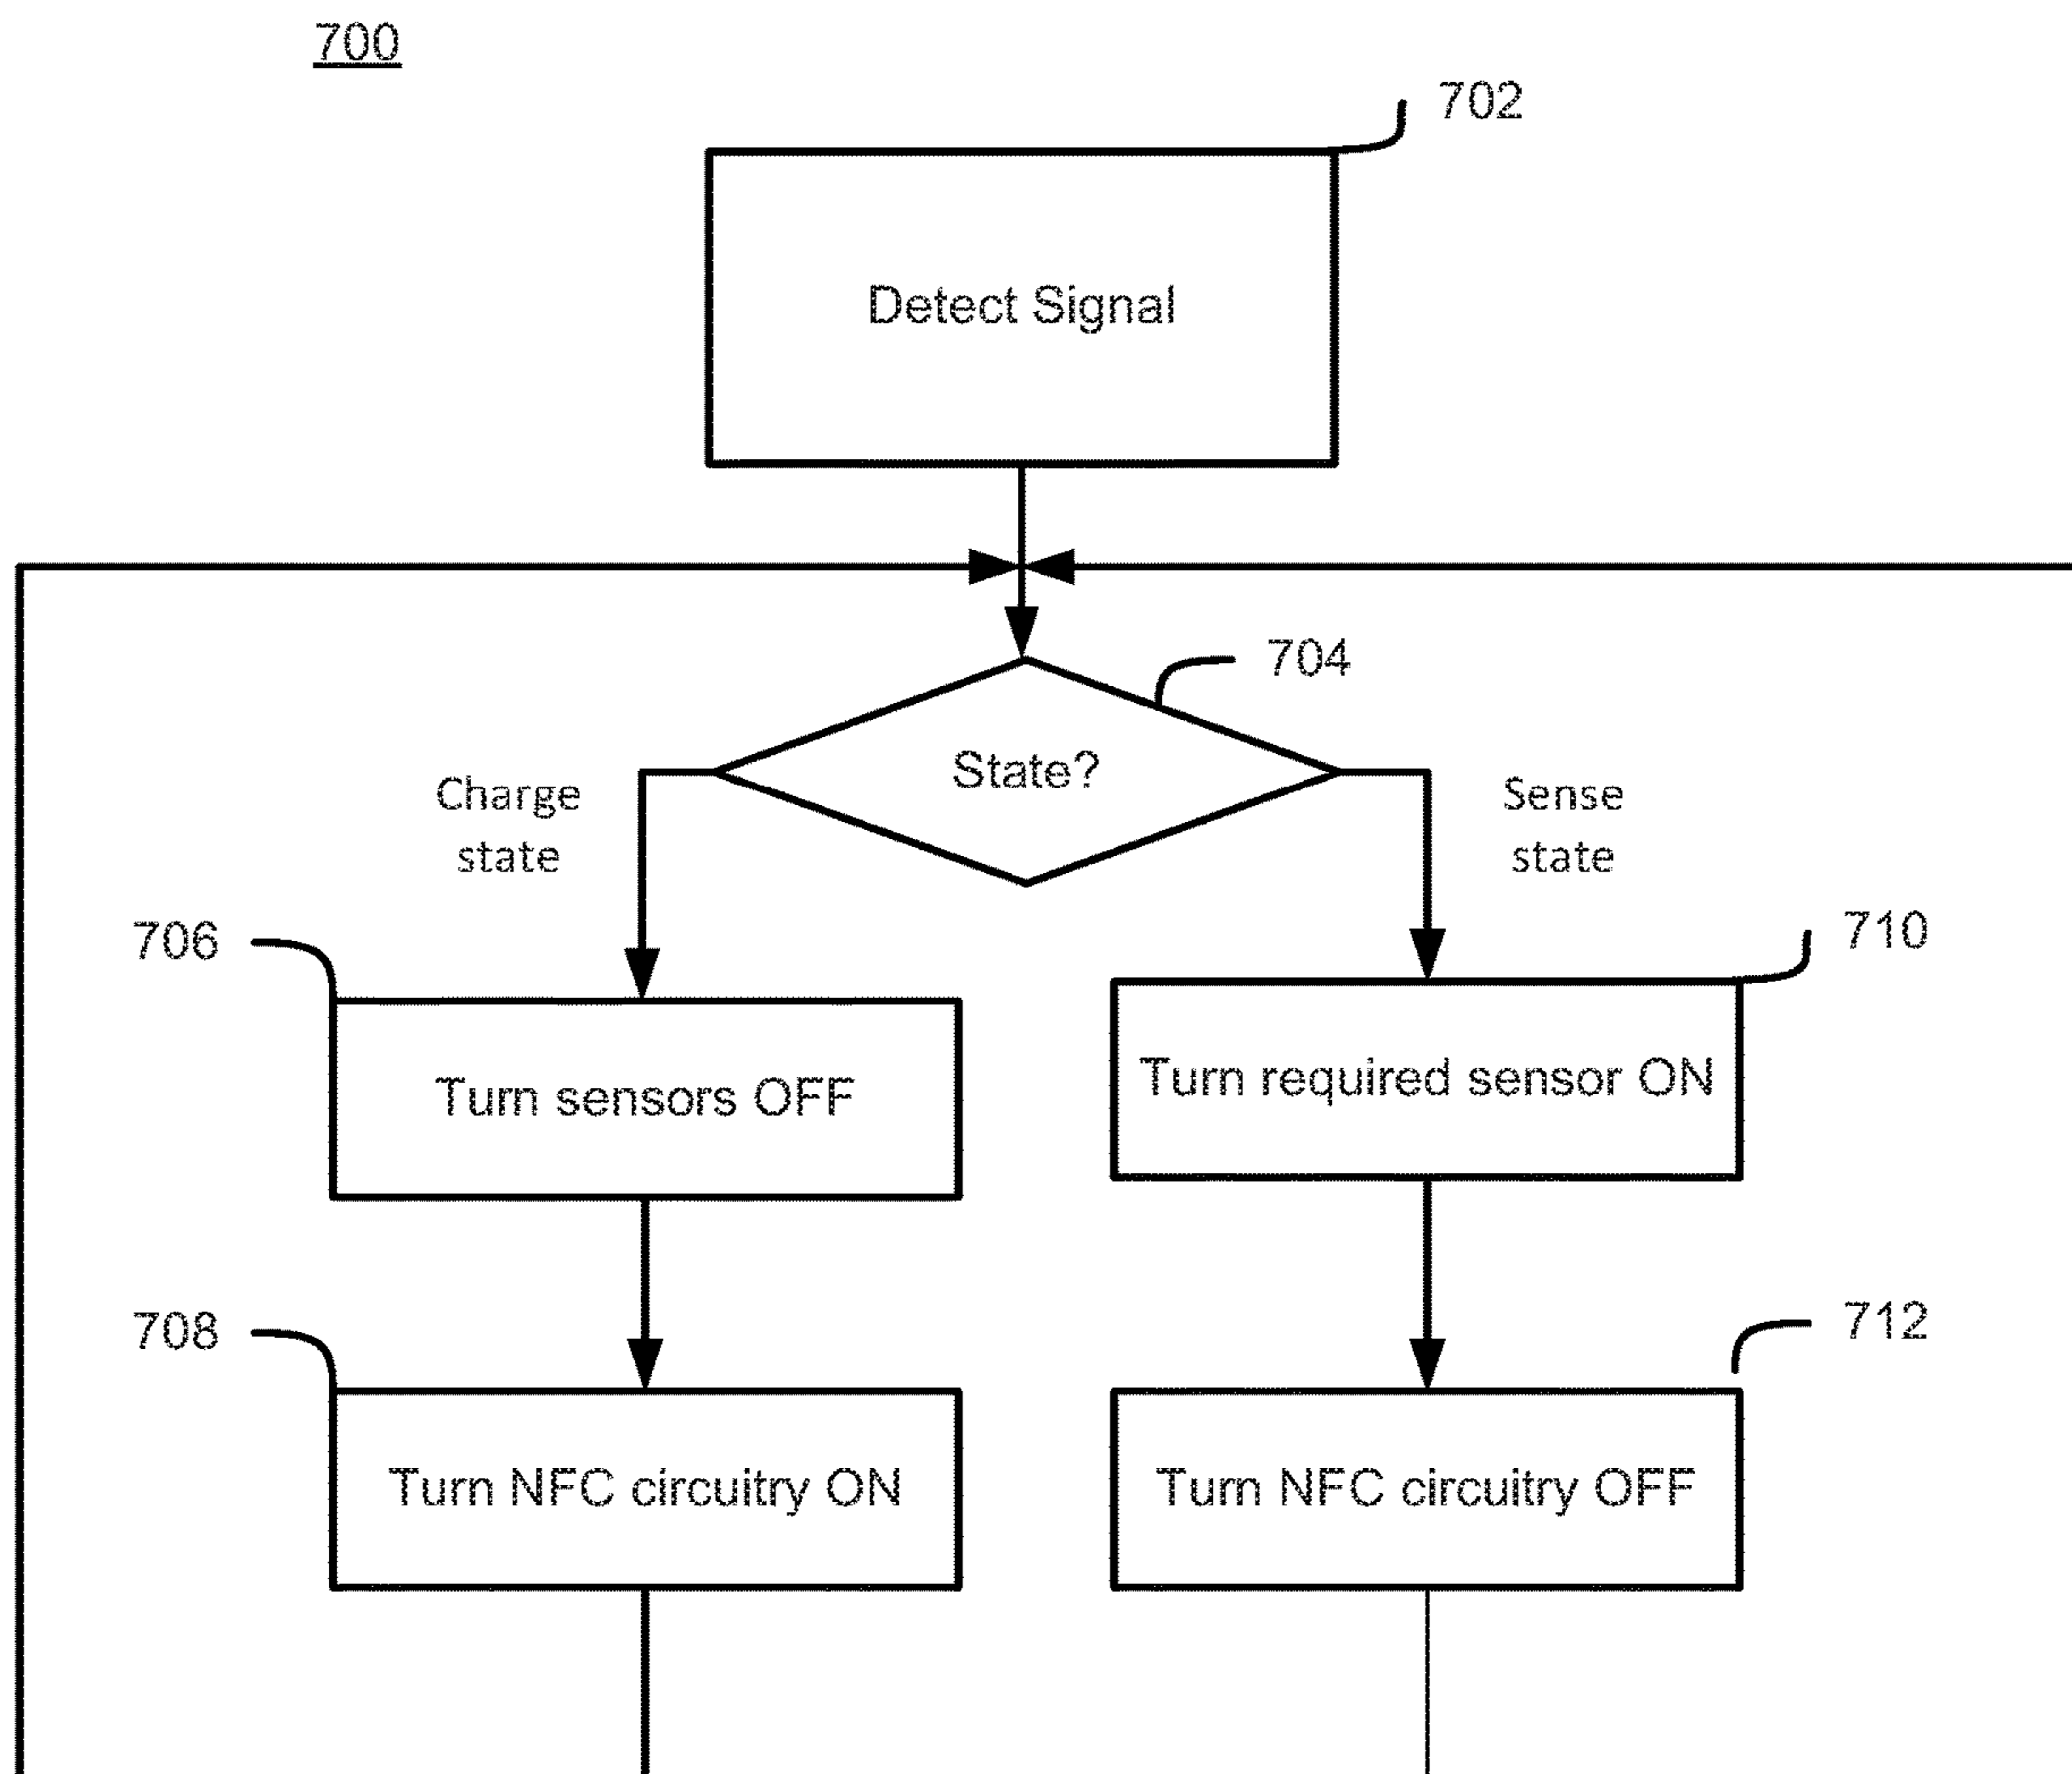 700
702
Detect Signal
704
State?
Charge
state
Sense
state
706
710
Turn sensors OFF
Turn required sensor ON
708
712
Turn NFC circuitry ON
Turn NFC circuitry OFF